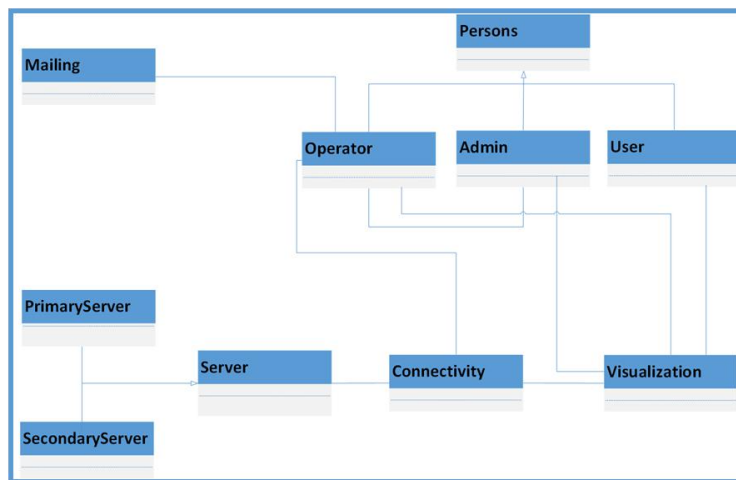 Persons
Mailing
Operator
Admin
User
PrimaryServer
Server
Connectivity
Visualization
SecondaryServer